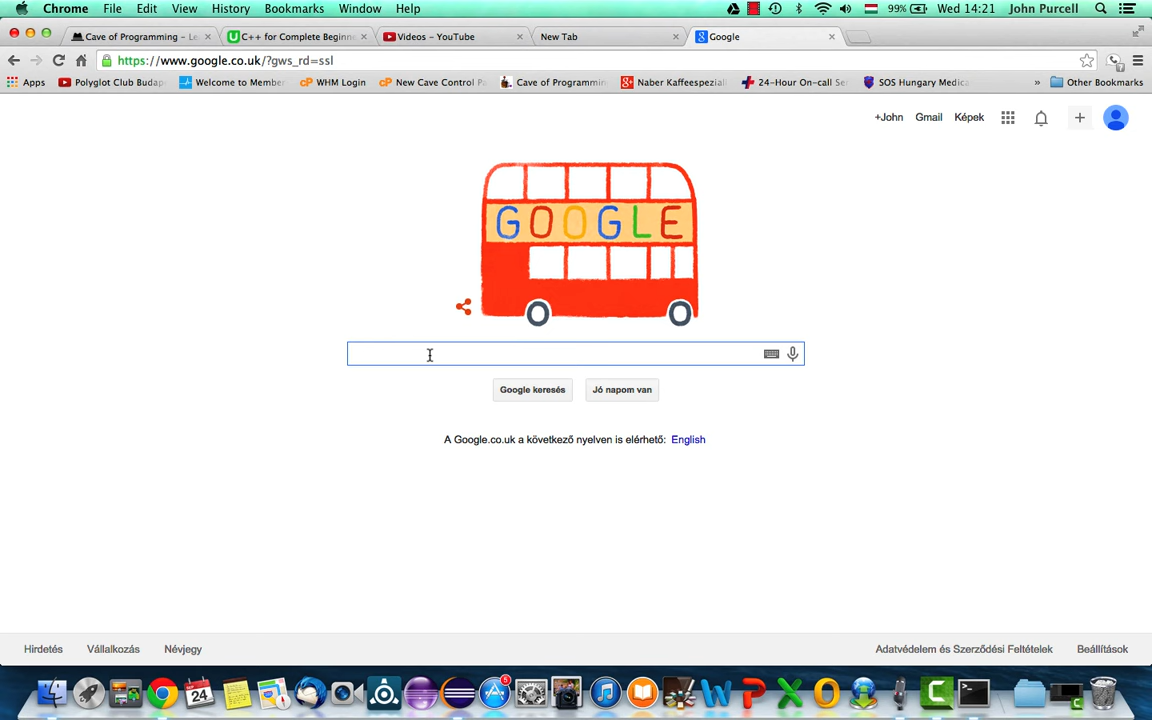 Chrome File Edit View History Bookmarks Window Help 99% Wed 14:21 John Purcell
Cave of Programming - Le C++ for Complete Beginne Videos - YouTube New Tab Google
https://www.google.co.uk/?gws_rd=ssl
Apps Polyglot Club Budap Welcome to Member WHM Login New Cave Control Pa Cave of Programmin Naber Kaffeespeziali 24-Hour On-call Se SOS Hungary Medica » Other Bookmarks
+John Gmail Képek
GOOGLE
Google keresés Jó napom van
A Google.co.uk a következő nyelven is elérhető: English
Hirdetés Vállalkozás Névjegy Adatvédelem és Szerződési Feltételek Beállítások